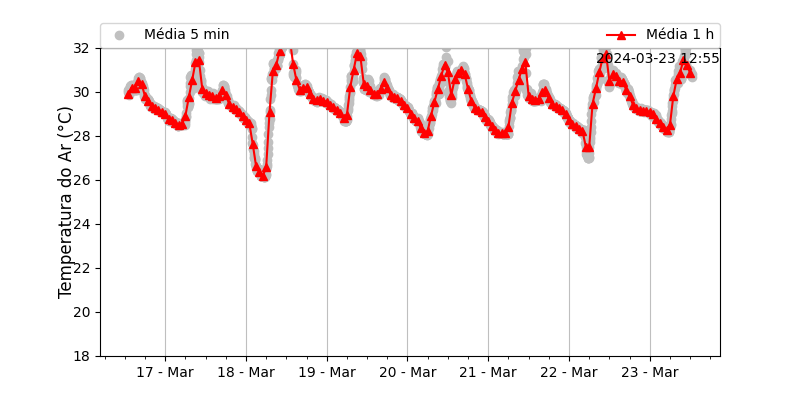 Média 5 min
Média 1 h
2024-03-23 12:55
Temperatura do Ar (°C)
32
30
28
26
24
22
20
18
17 - Mar
18 - Mar
19 - Mar
20 - Mar
21 - Mar
22 - Mar
23 - Mar